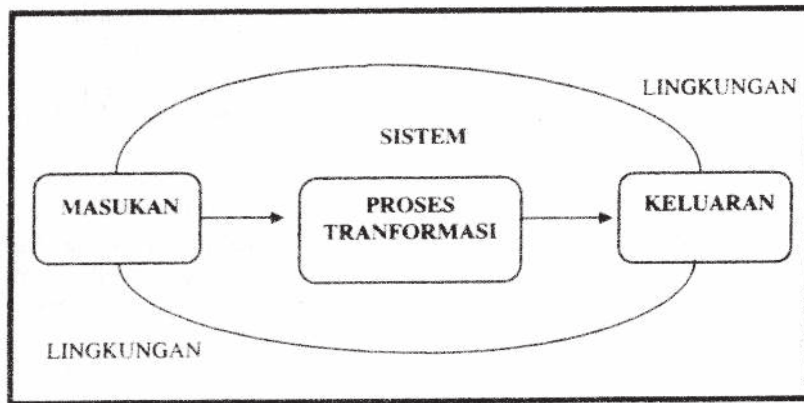 LINGKUNGAN
SISTEM
MASUKAN
PROSES
TRANFORMASI
KELUARAN
LINGKUNGAN